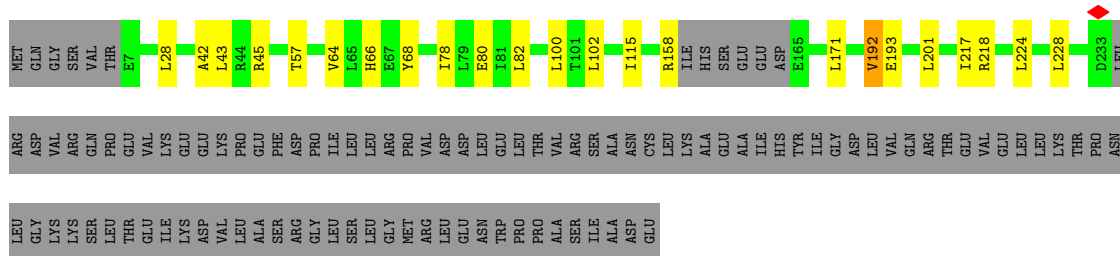 MET GLN GLY SER VAL THR E7 L28 A42 L43 R44 R45 T57 V64 L65 H66 E67 Y68 I78 L79 E80 I81 L82 L100 T101 L102 I115 R158 ILE HIS SER GLU GLU ASP E165 L171 V192 E193 L201 I217 R218 L224 L228 D233 LEU
ARG ASP VAL ARG GLN PRO GLU VAL LYS GLU GLU LYS PRO GLU PHE ASP PRO ILE LEU LEU ARG PRO VAL ASP ASP LEU GLU LEU THR VAL ARG SER ALA ASN CYS LEU LYS ALA GLU ALA ILE HIS TYR ILE GLY ASP LEU VAL GLN ARG THR GLU VAL GLU LEU LEU LYS THR PRO ASN
LEU GLY LYS LYS SER LEU THR GLU ILE LYS ASP VAL LEU ALA SER ARG GLY LEU SER LEU GLY MET ARG LEU GLU ASN TRP PRO PRO ALA SER ILE ALA ASP GLU